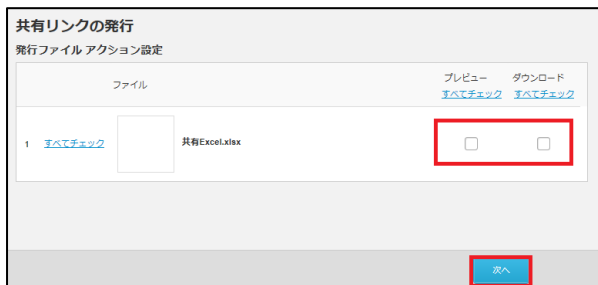 共有リンクの発行
発行ファイル アクション設定
ファイル
プレビュー ダウンロード
すべてチェック すべてチェック
1 すべてチェック 共有Excel.xlsx
次へ